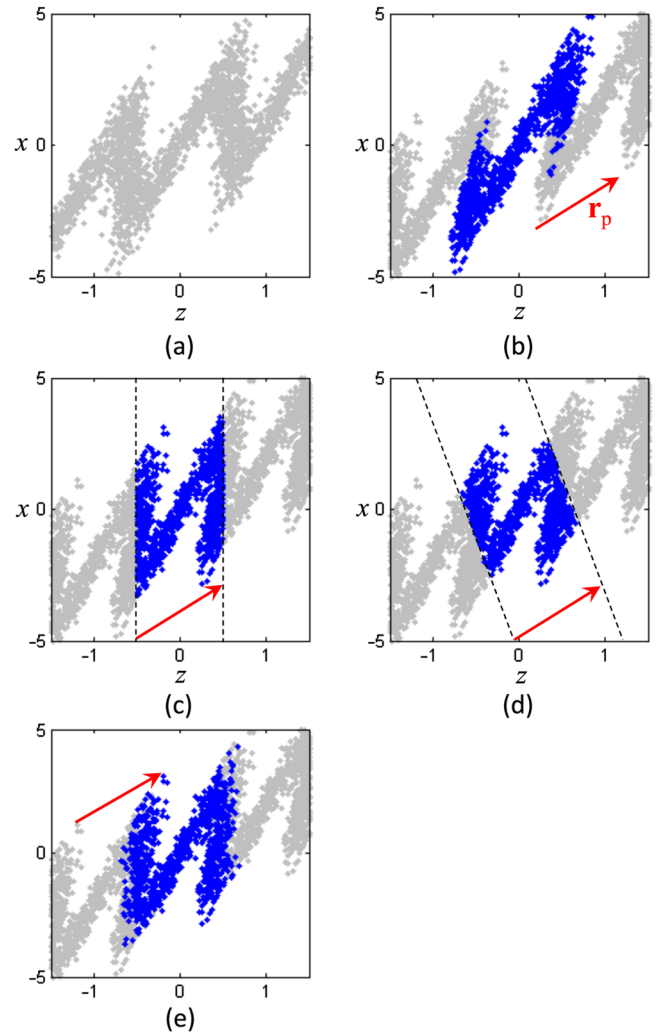 5 5
x 0 0
-5 -5
-1 0 1 -1 0 1
z z
r_p
(a) (b)
5 5
x 0 x 0
-5 -5
-1 0 1 -1 0 1
z z
(c) (d)
5
x 0
-5
-1 0 1
z
(e)